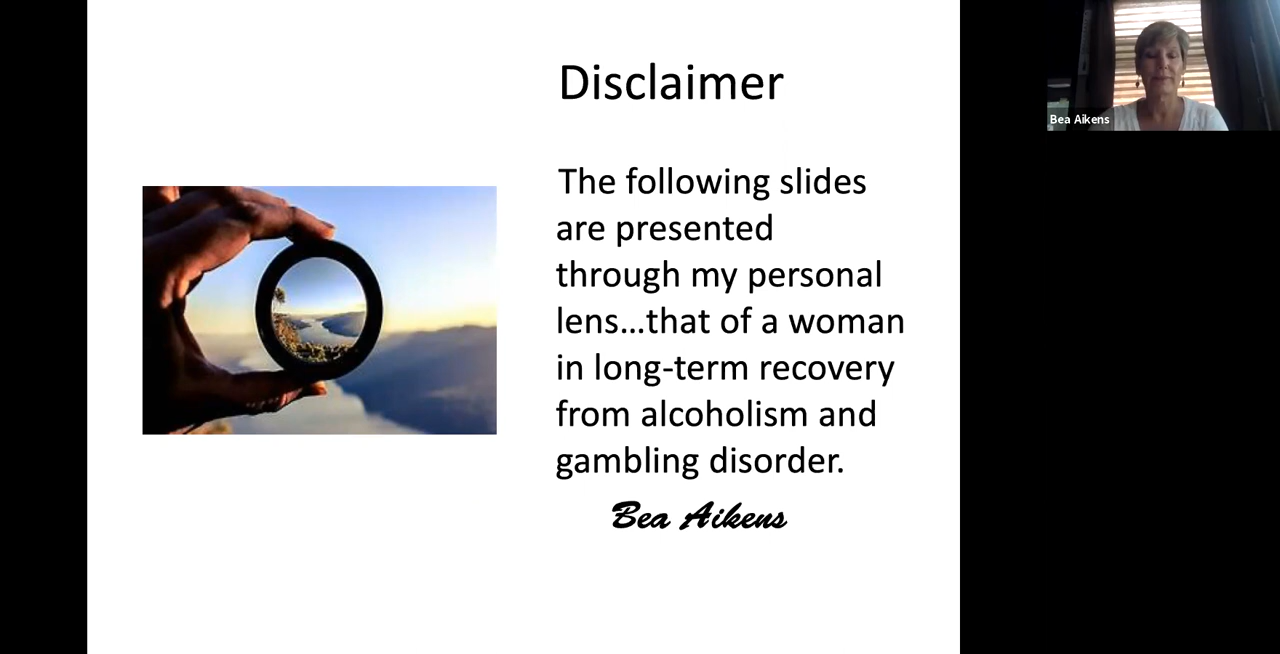 Disclaimer
The following slides
are presented
through my personal
lens...that of a woman
in long-term recovery
from alcoholism and
gambling disorder.
Bea Aikens
Bea Aikens